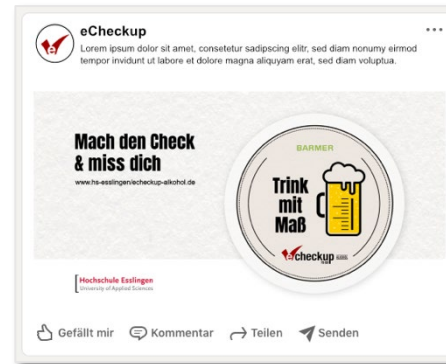 eCheckup
Lorem ipsum dolor sit amet, consetetur sadipscing elitr, sed diam nonumy eirmod
tempor invidunt ut labore et dolore magna aliquyam erat, sed diam voluptua.
Mach den Check
& miss dich
www.hs-esslingen/echeckup-alkohol.de
BARMER
Trink
mit
Maß
echeckup
Hochschule Esslingen
University of Applied Sciences
Gefällt mir
Kommentar
Teilen
Senden